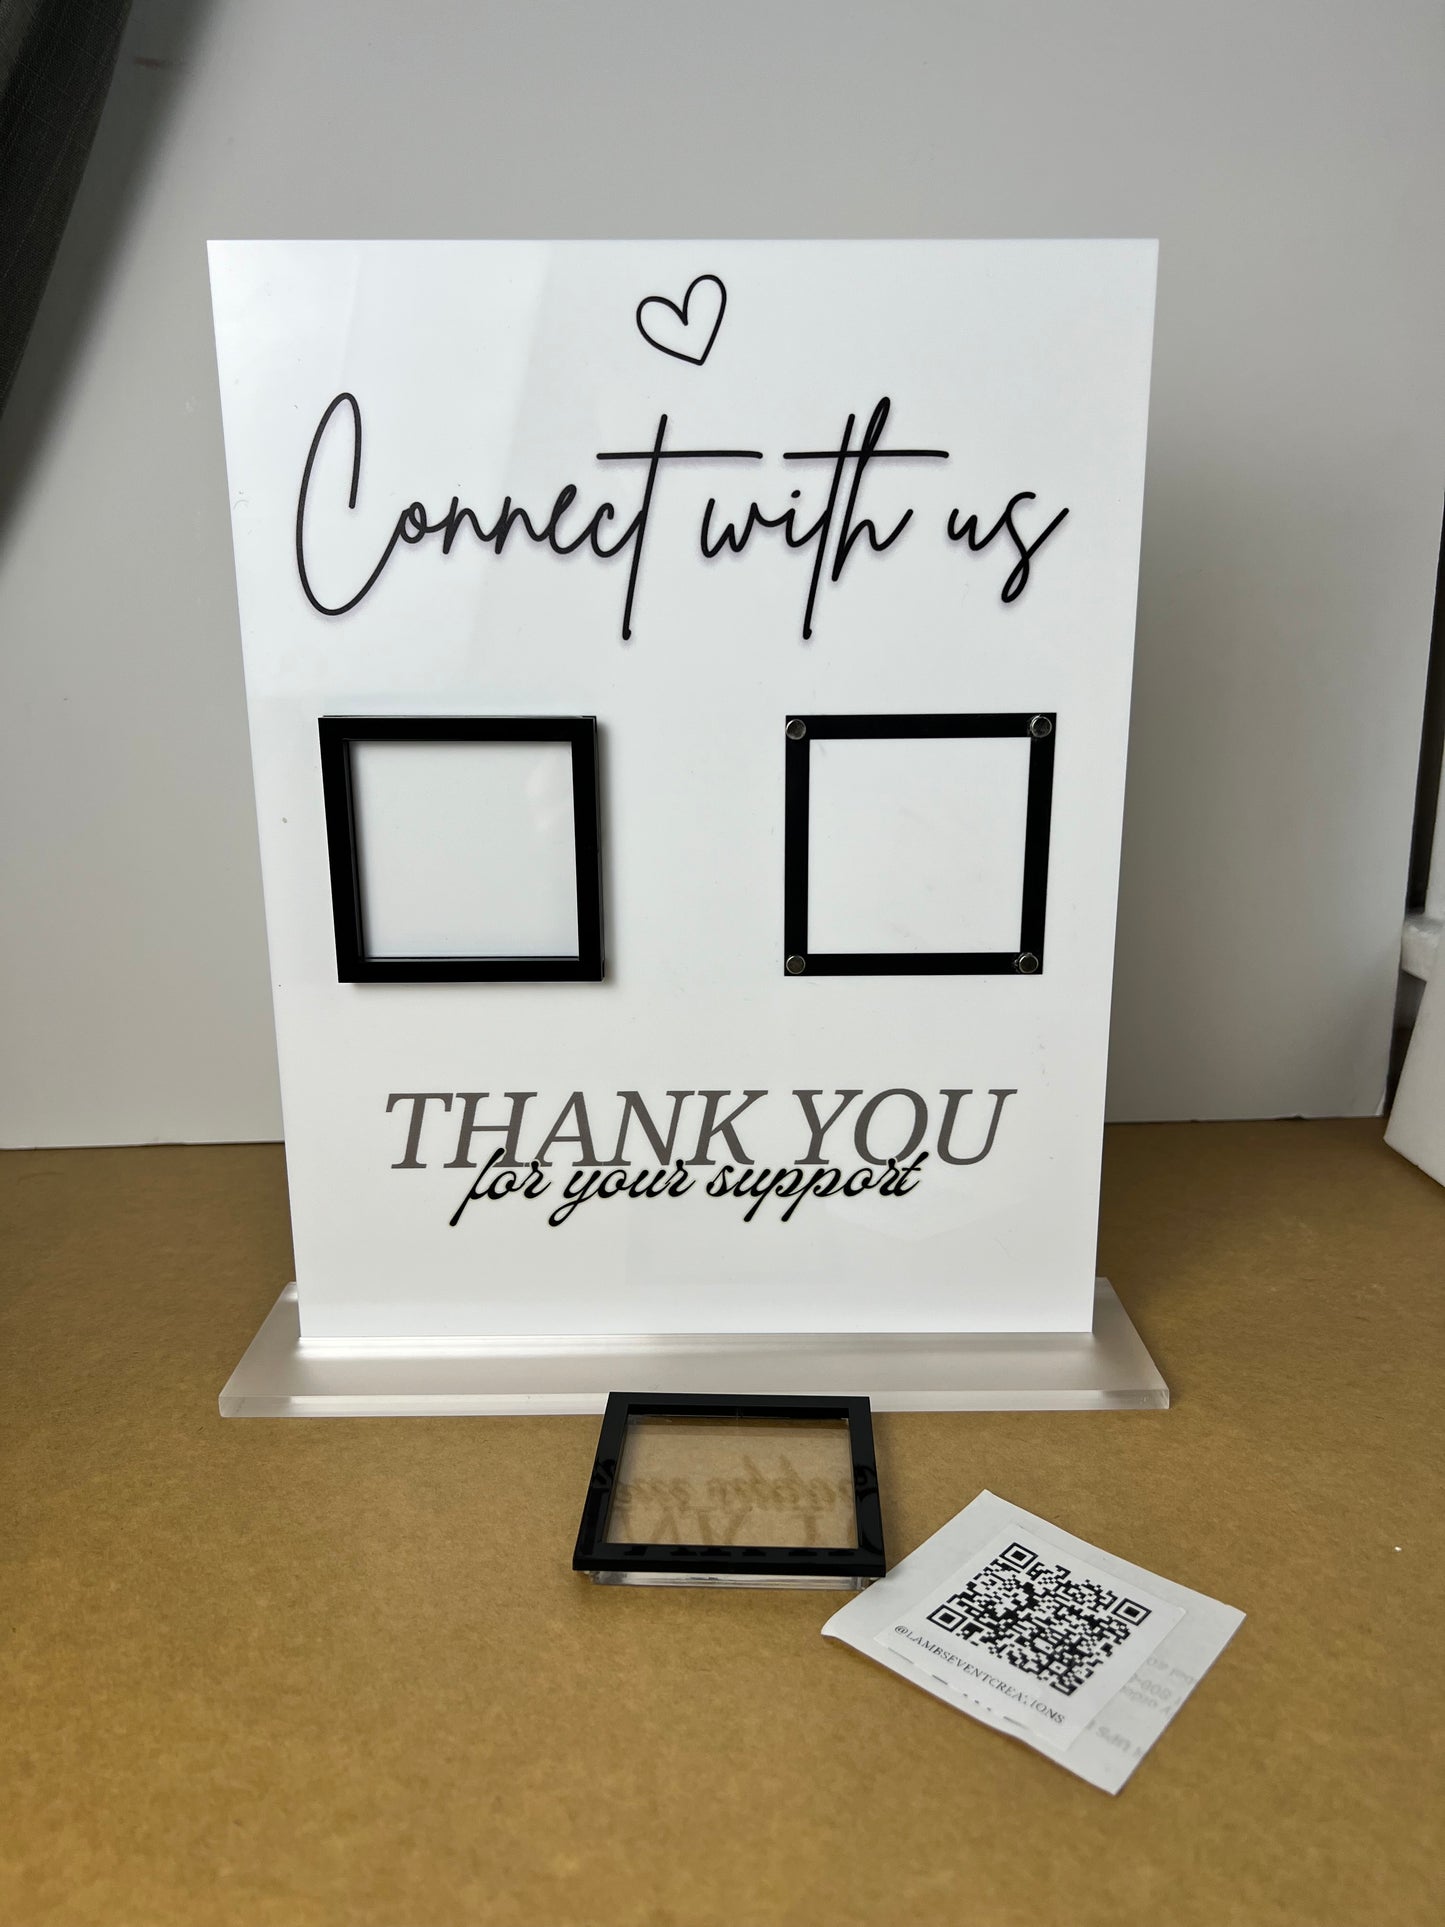 Connect with us
THANK YOU
for your support
@LAMBSEVENTCREATIONS